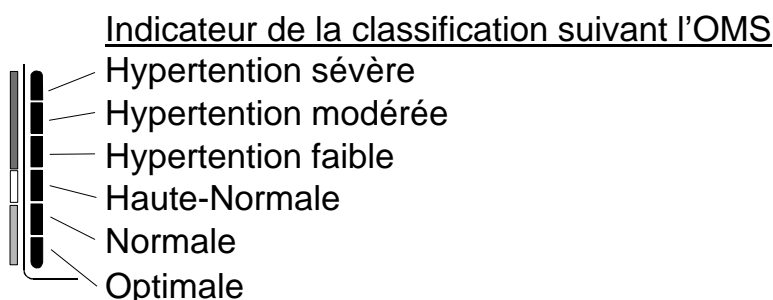 Indicateur de la classification suivant l’OMS
Hypertention sévère
Hypertention modérée
Hypertention faible
Haute-Normale
Normale
Optimale